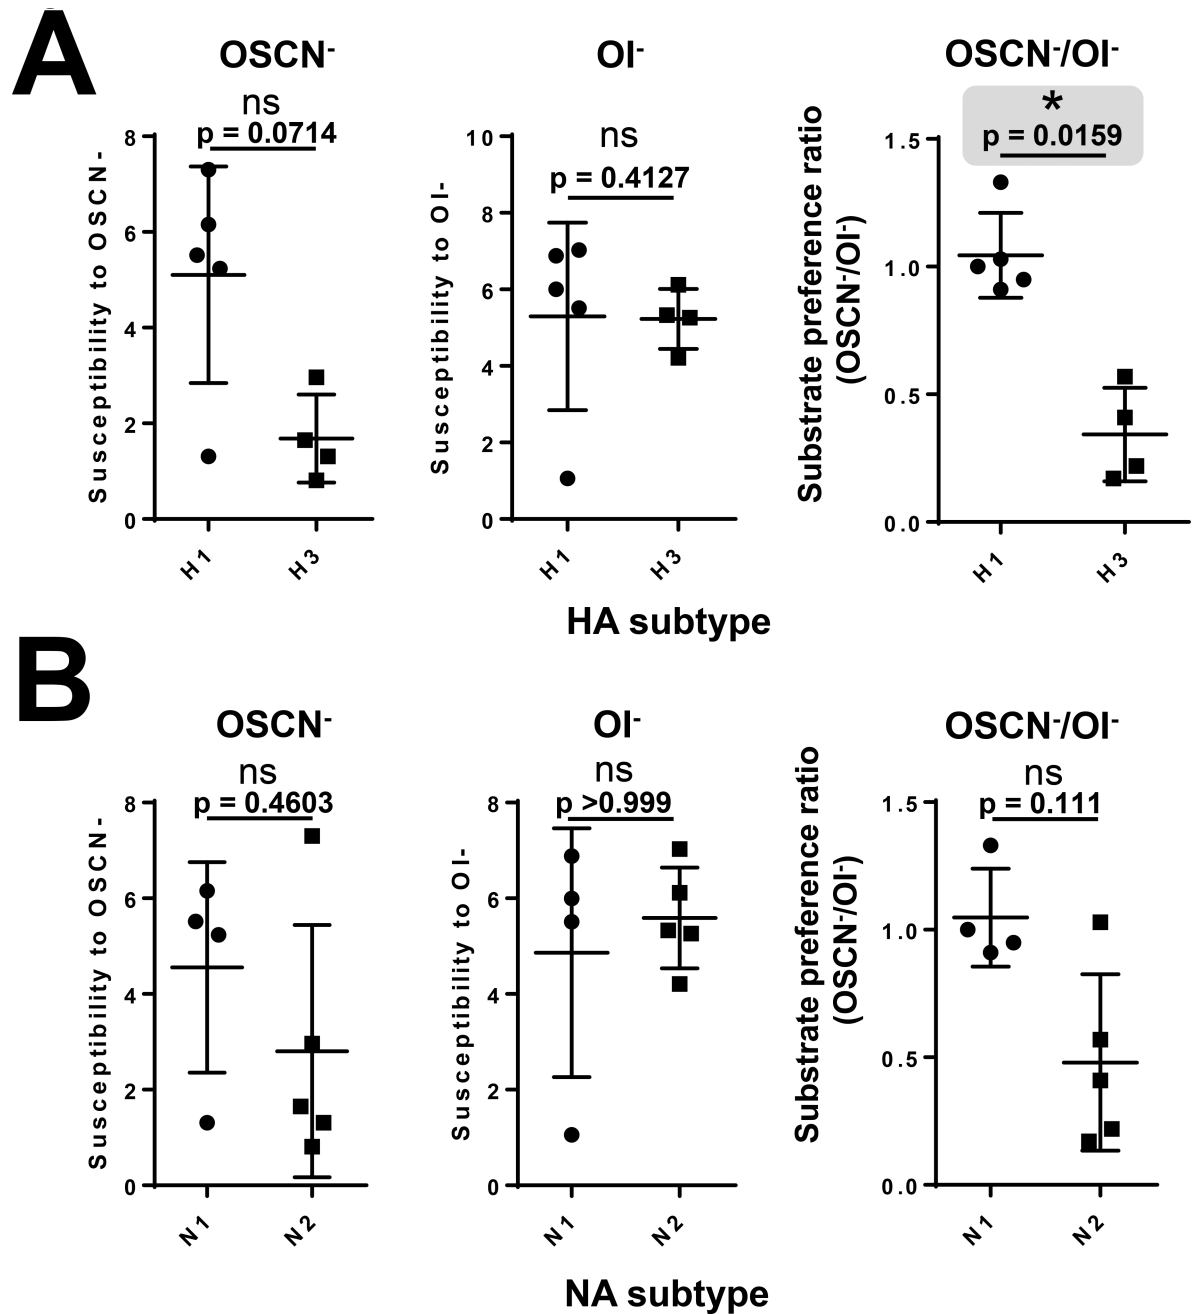 A
OSCN-
ns
p = 0.0714
Susceptibility to OSCN-
8
6
4
2
0
H1
H3
OI-
ns
p = 0.4127
Susceptibility to OI-
10
8
6
4
2
0
H1
H3
OSCN-/OI-
*
p = 0.0159
Substrate preference ratio
(OSCN-/OI-)
1.5
1.0
0.5
0.0
H1
H3
HA subtype
B
OSCN-
ns
p = 0.4603
Susceptibility to OSCN-
8
6
4
2
0
N1
N2
OI-
ns
p >0.999
Susceptibility to OI-
8
6
4
2
0
N1
N2
OSCN-/OI-
ns
p = 0.111
Substrate preference ratio
(OSCN-/OI-)
1.5
1.0
0.5
0.0
N1
N2
NA subtype